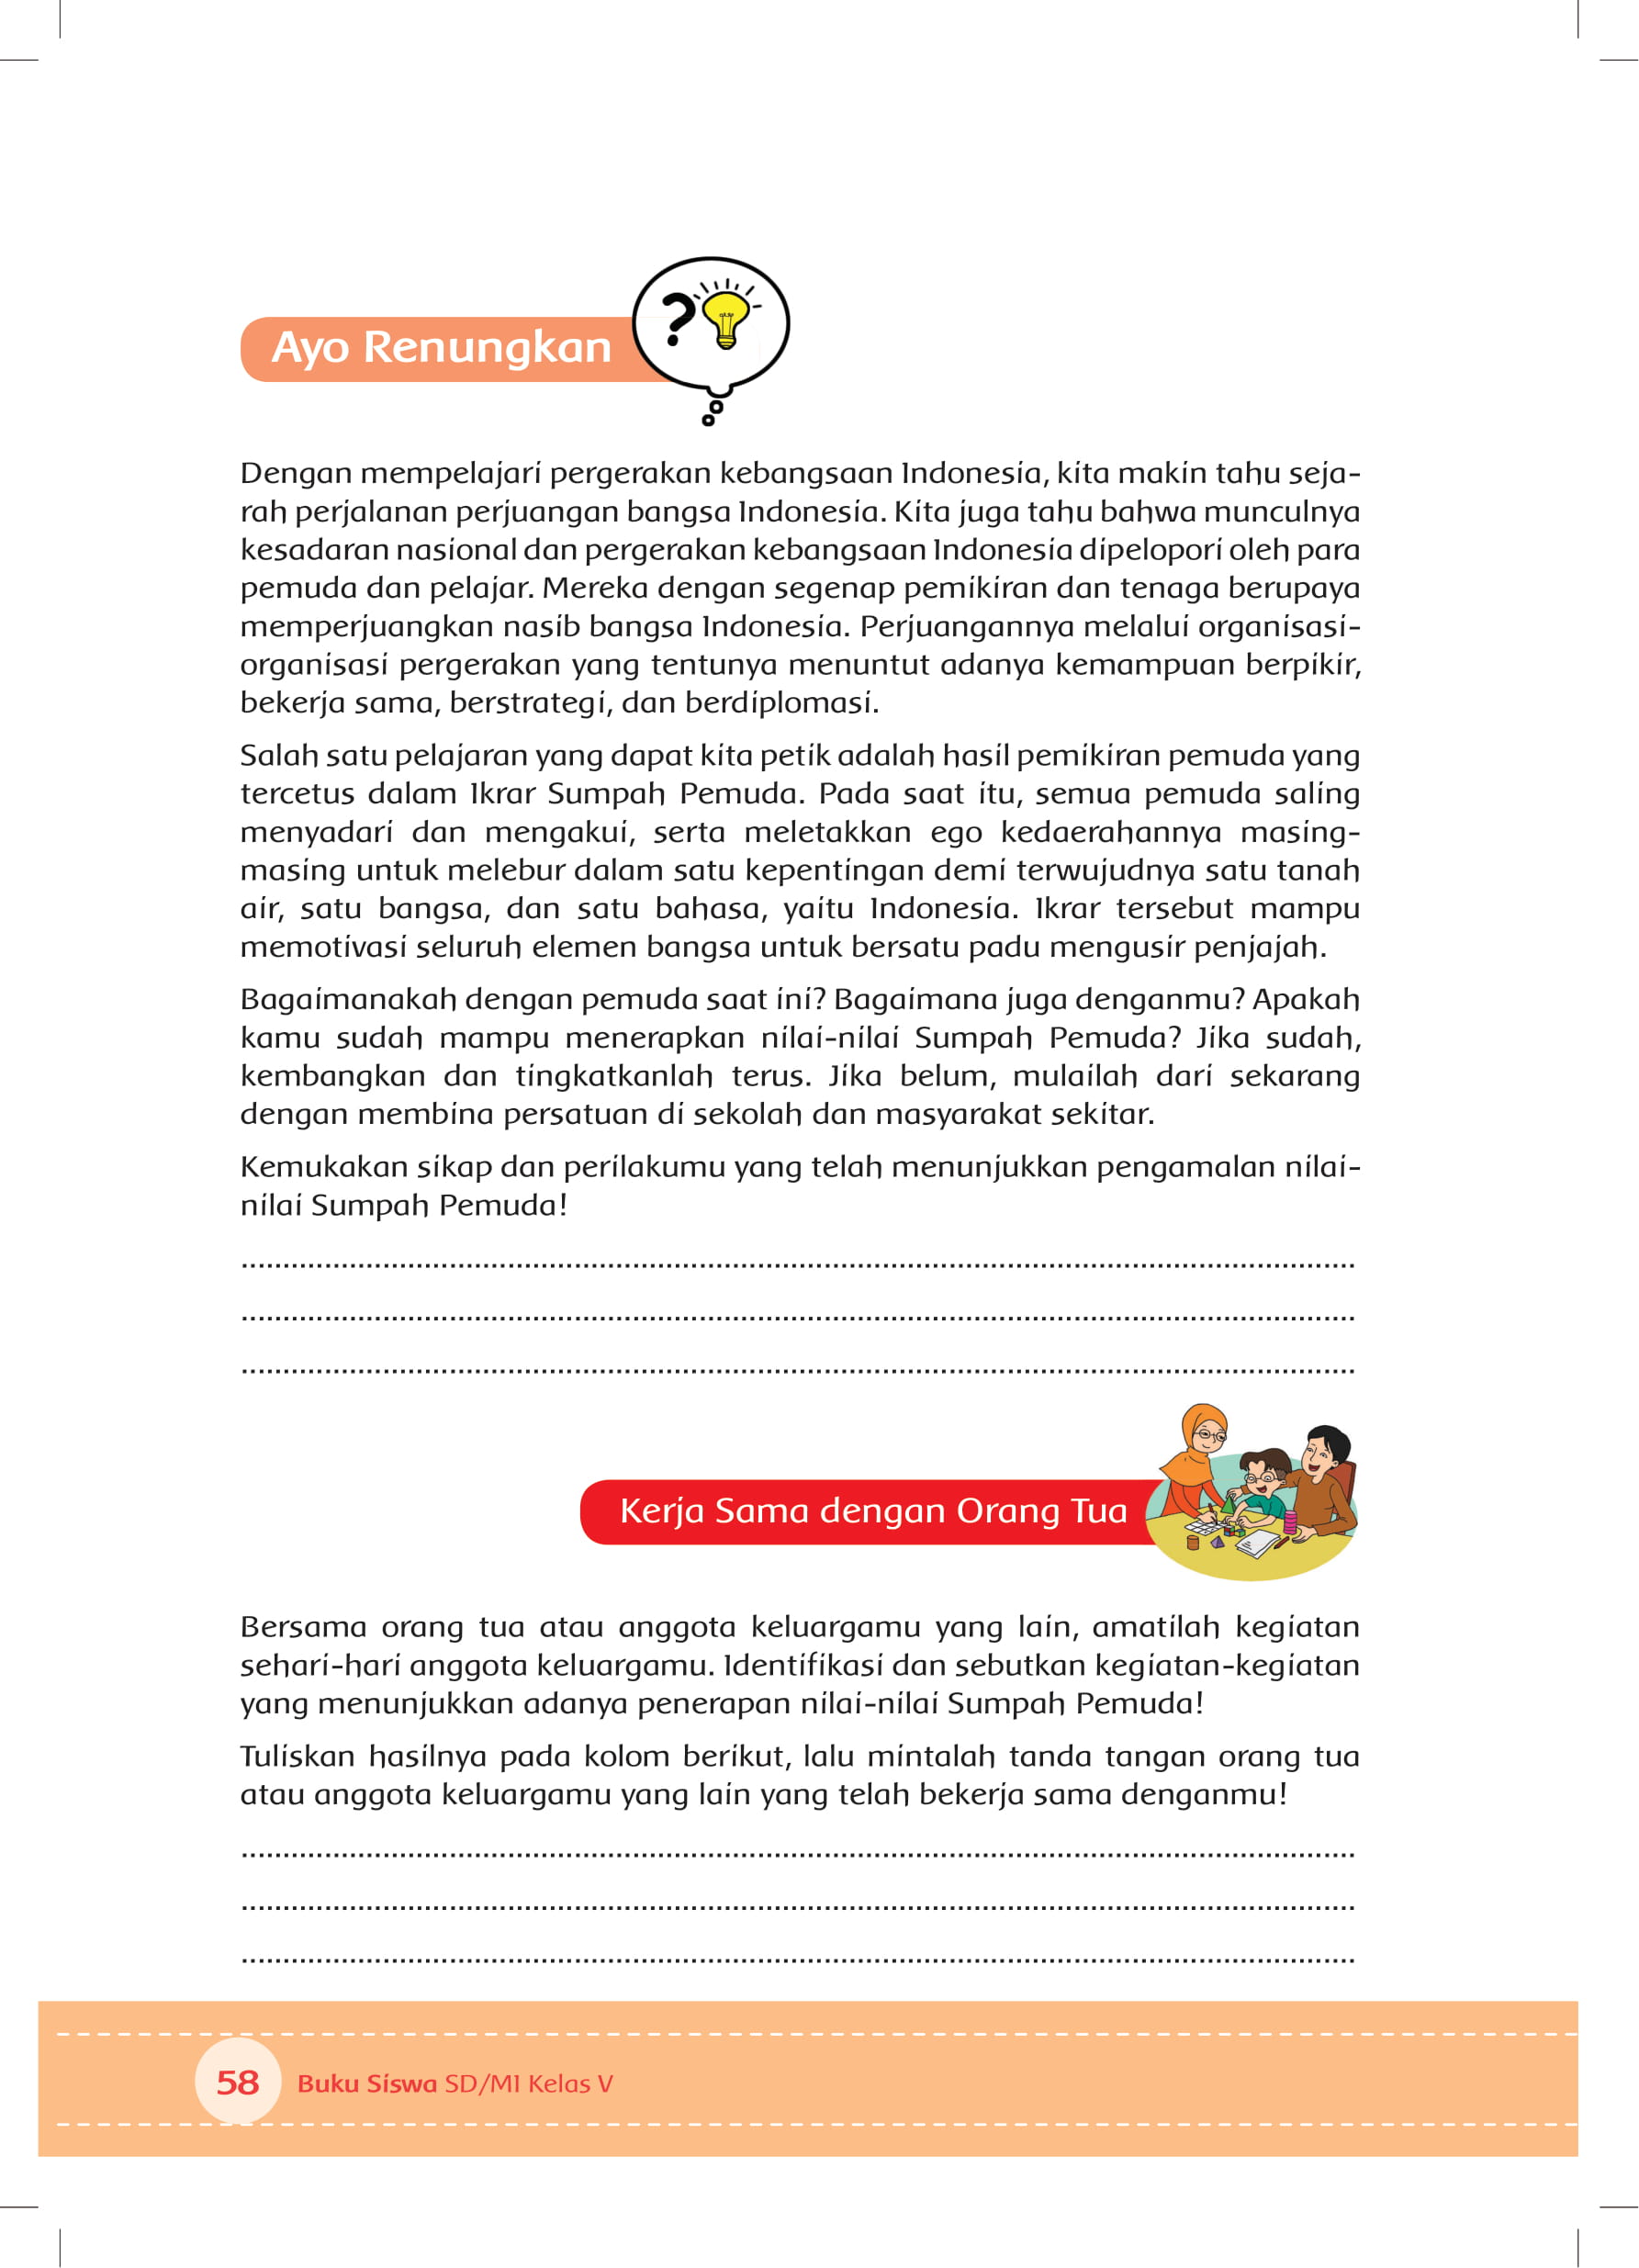 Ayo Renungkan
?
Dengan mempelajari pergerakan kebangsaan Indonesia, kita makin tahu seja-
rah perjalanan perjuangan bangsa Indonesia. Kita juga tahu bahwa munculnya
kesadaran nasional dan pergerakan kebangsaan Indonesia dipelopori oleh para
pemuda dan pelajar. Mereka dengan segenap pemikiran dan tenaga berupaya
memperjuangkan nasib bangsa Indonesia. Perjuangannya melalui organisasi-
organisasi pergerakan yang tentunya menuntut adanya kemampuan berpikir,
bekerja sama, berstrategi, dan berdiplomasi.
Salah satu pelajaran yang dapat kita petik adalah hasil pemikiran pemuda yang
tercetus dalam Ikrar Sumpah Pemuda. Pada saat itu, semua pemuda saling
menyadari dan mengakui, serta meletakkan ego kedaerahannya masing-
masing untuk melebur dalam satu kepentingan demi terwujudnya satu tanah
air, satu bangsa, dan satu bahasa, yaitu Indonesia. Ikrar tersebut mampu
memotivasi seluruh elemen bangsa untuk bersatu padu mengusir penjajah.
Bagaimanakah dengan pemuda saat ini? Bagaimana juga denganmu? Apakah
kamu sudah mampu menerapkan nilai-nilai Sumpah Pemuda? Jika sudah,
kembangkan dan tingkatkanlah terus. Jika belum, mulailah dari sekarang
dengan membina persatuan di sekolah dan masyarakat sekitar.
Kemukakan sikap dan perilakumu yang telah menunjukkan pengamalan nilai-
nilai Sumpah Pemuda!
Kerja Sama dengan Orang Tua
Bersama orang tua atau anggota keluargamu yang lain, amatilah kegiatan
sehari-hari anggota keluargamu. Identifikasi dan sebutkan kegiatan-kegiatan
yang menunjukkan adanya penerapan nilai-nilai Sumpah Pemuda!
Tuliskan hasilnya pada kolom berikut, lalu mintalah tanda tangan orang tua
atau anggota keluargamu yang lain yang telah bekerja sama denganmu!
58 Buku Siswa SD/MI Kelas V